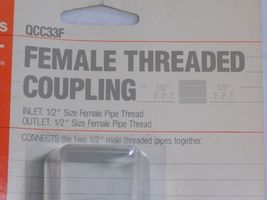 S
QCC33F
FEMALE THREADED
COUPLING
1/2" 1/2"
F.P.T. F.P.T.
INLET: 1/2" Size Female Pipe Thread
OUTLET: 1/2" Size Female Pipe Thread
CONNECTS the two 1/2" male threaded pipes together.